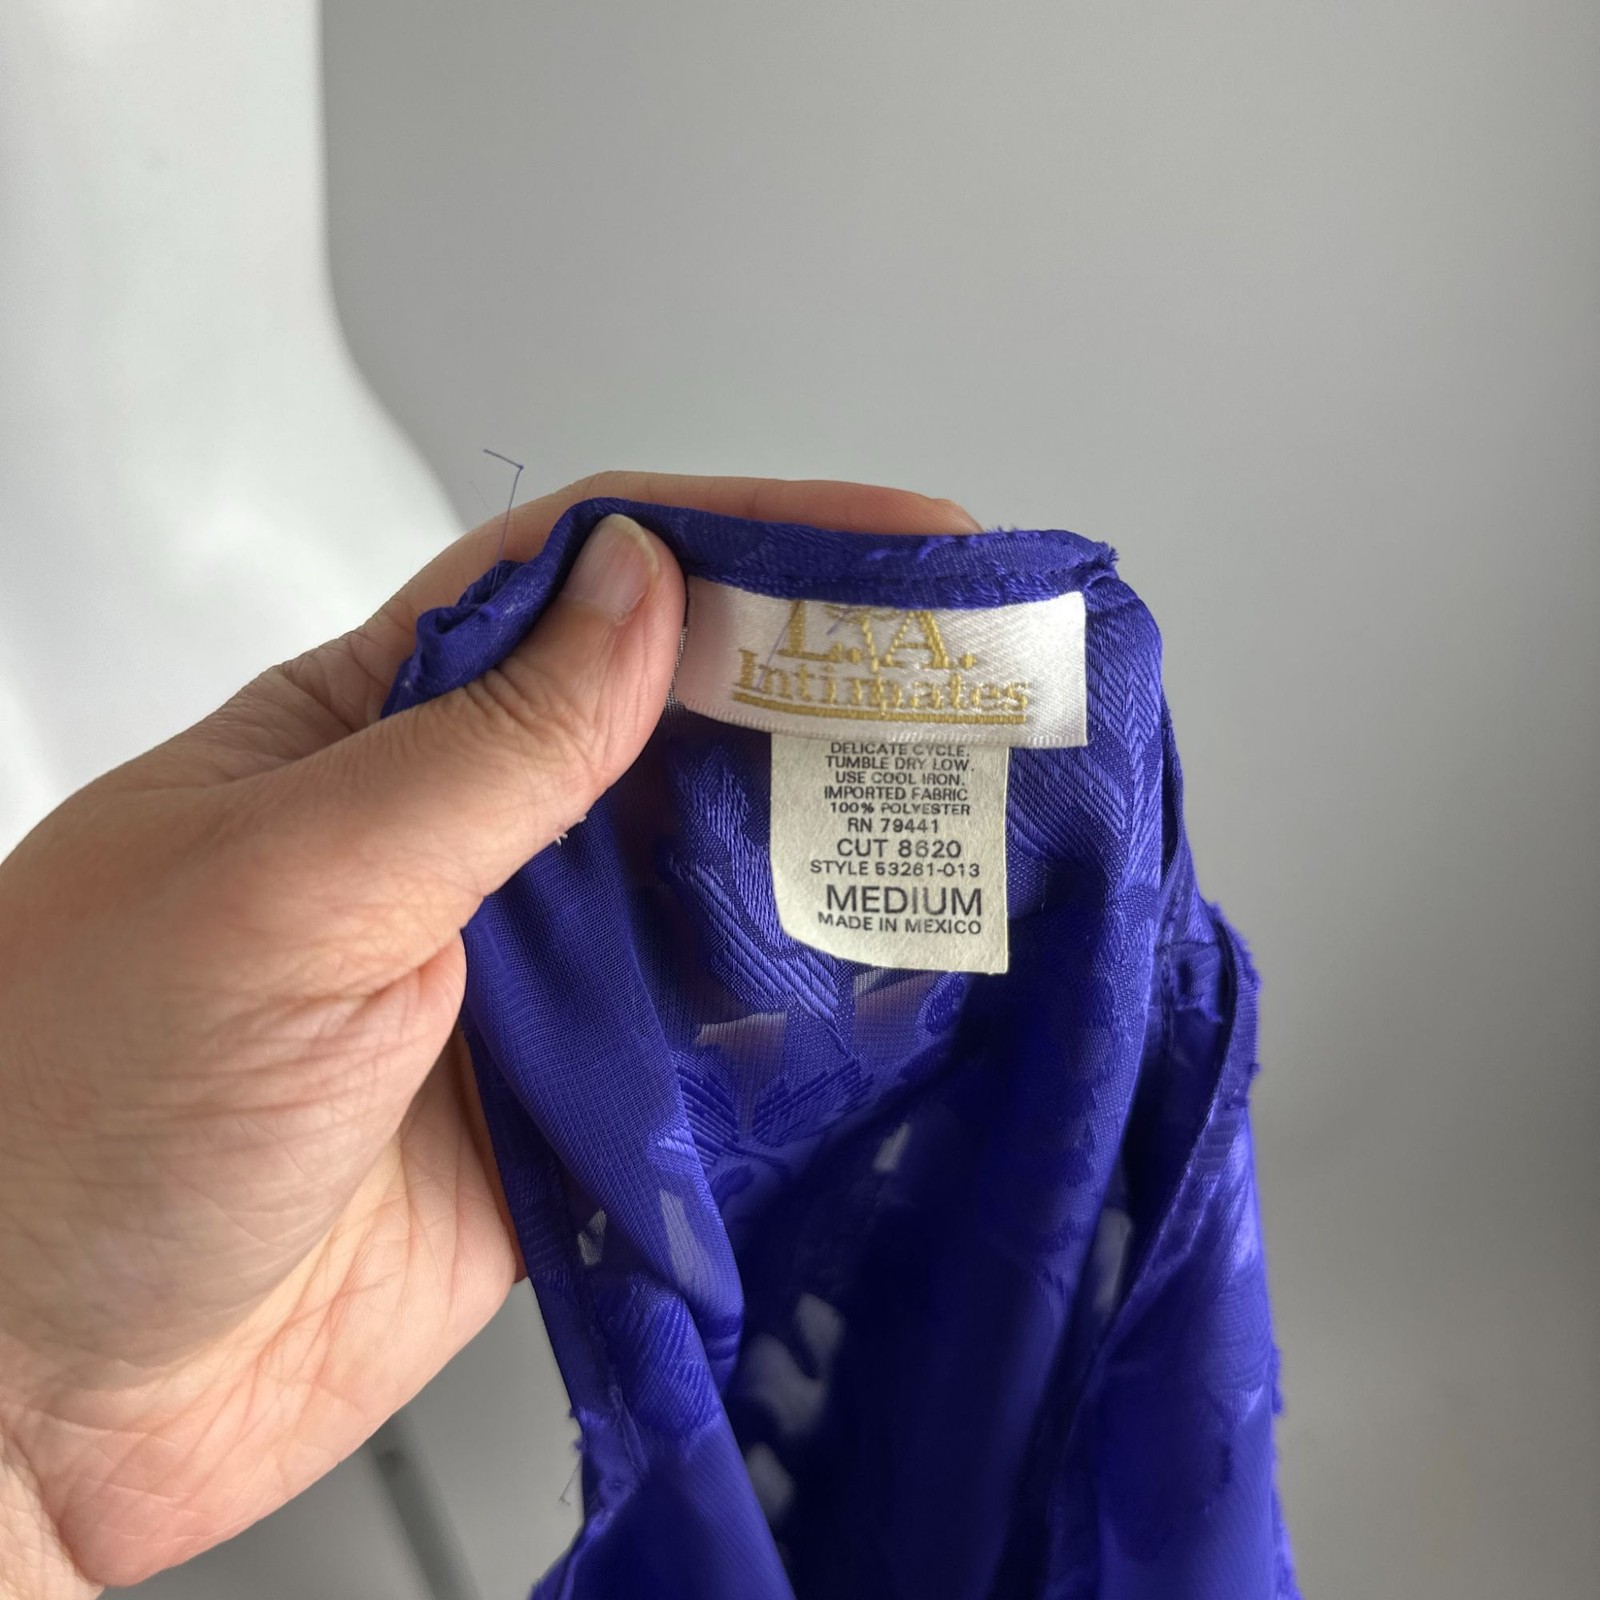 L.A.
Intimates
DELICATE CYCLE.
TUMBLE DRY LOW.
USE COOL IRON.
IMPORTED FABRIC
100% POLYESTER
RN 79441
CUT 8620
STYLE 53261-013
MEDIUM
MADE IN MEXICO